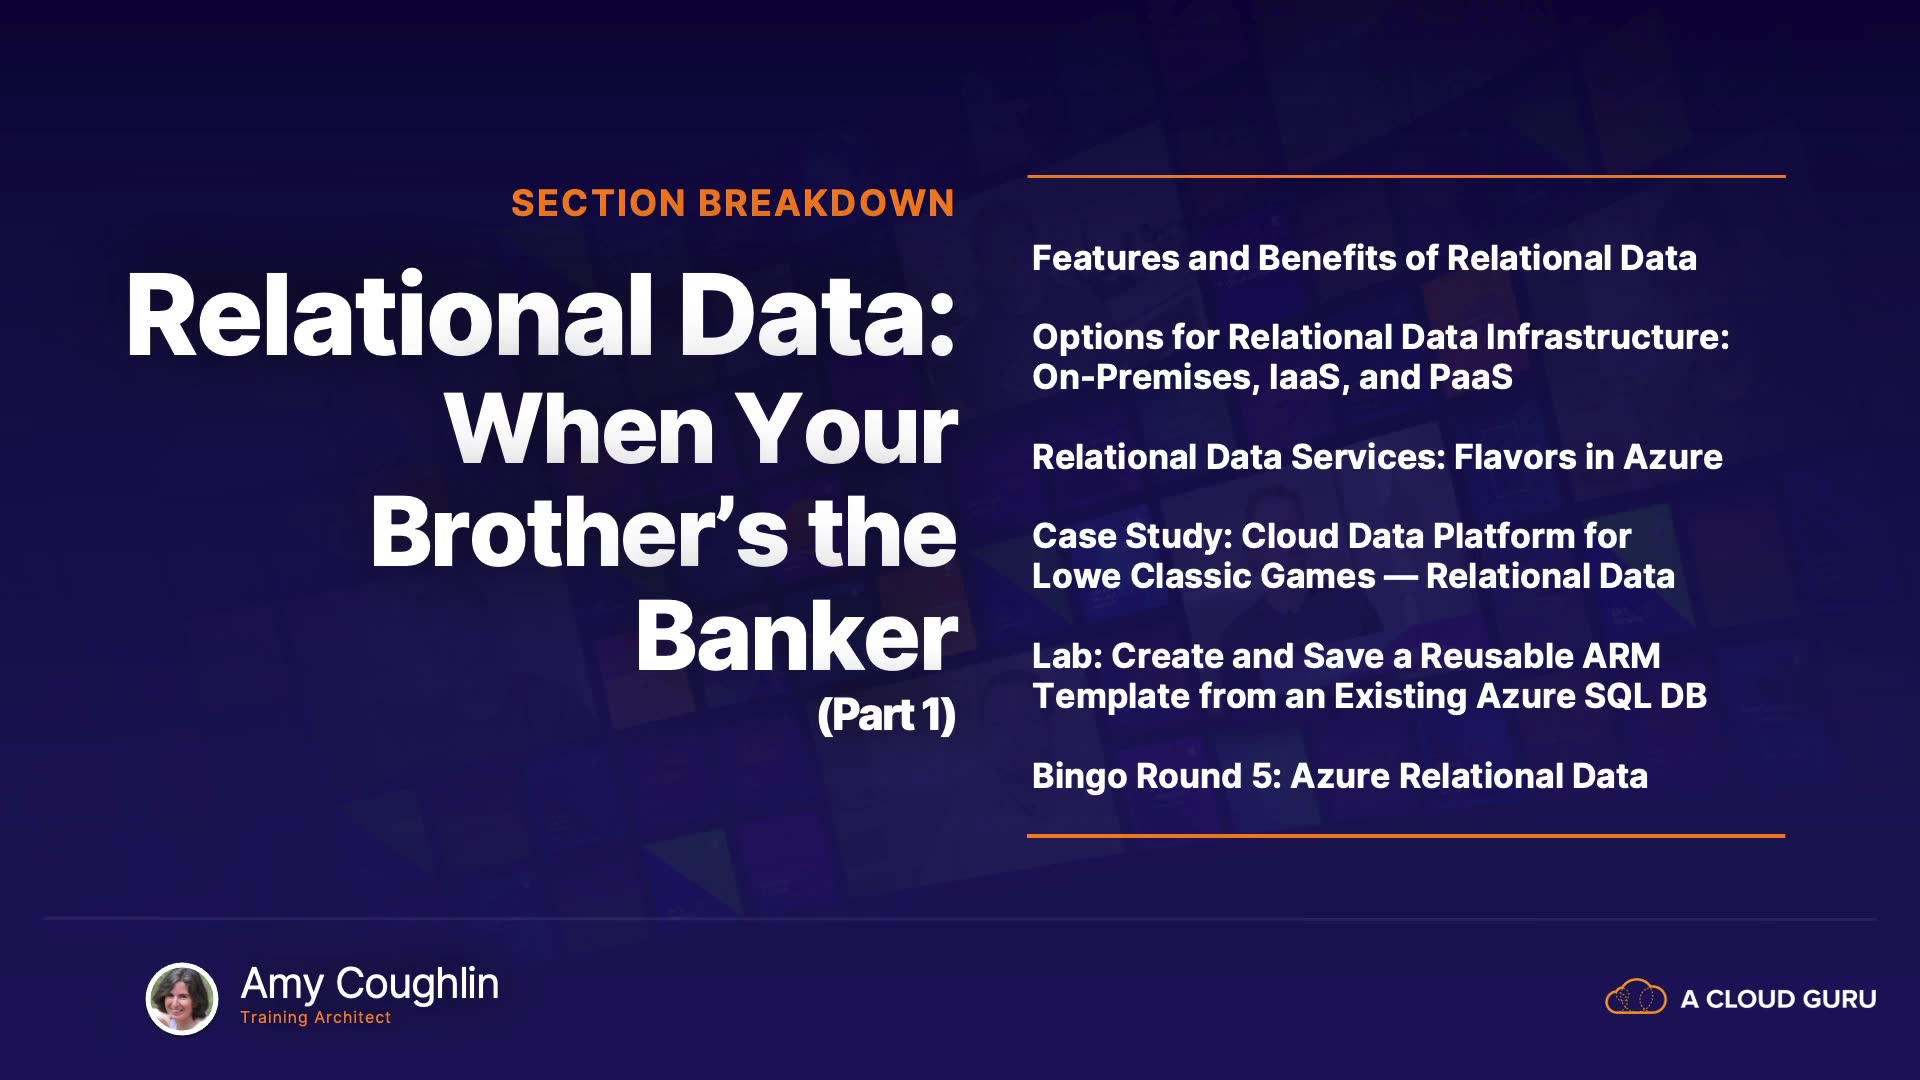 SECTION BREAKDOWN
Relational Data:
When Your
Brother’s the
Banker
(Part 1)
Features and Benefits of Relational Data
Options for Relational Data Infrastructure:
On-Premises, IaaS, and PaaS
Relational Data Services: Flavors in Azure
Case Study: Cloud Data Platform for
Lowe Classic Games — Relational Data
Lab: Create and Save a Reusable ARM
Template from an Existing Azure SQL DB
Bingo Round 5: Azure Relational Data
Amy Coughlin
Training Architect
A CLOUD GURU